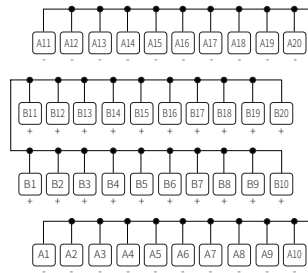 A11 A12 A13 A14 A15 A16 A17 A18 A19 A20
- - - - - - - - - -
B11 B12 B13 B14 B15 B16 B17 B18 B19 B20
+ + + + + + + + + +
B1 B2 B3 B4 B5 B6 B7 B8 B9 B10
+ + + + + + + + + +
A1 A2 A3 A4 A5 A6 A7 A8 A9 A10
- - - - - - - - - -